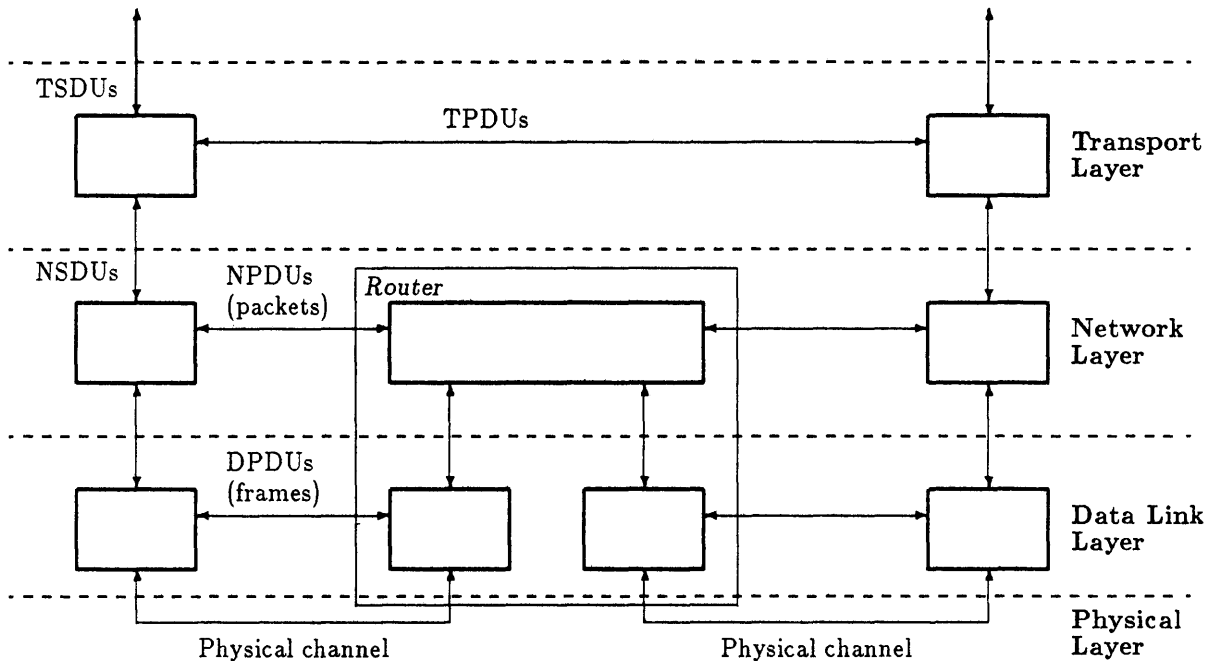 TSDUs
TPDUs
Transport
Layer
NSDUs
NPDUs
(packets)
Router
Network
Layer
DPDUs
(frames)
Data Link
Layer
Physical channel
Physical channel
Physical
Layer